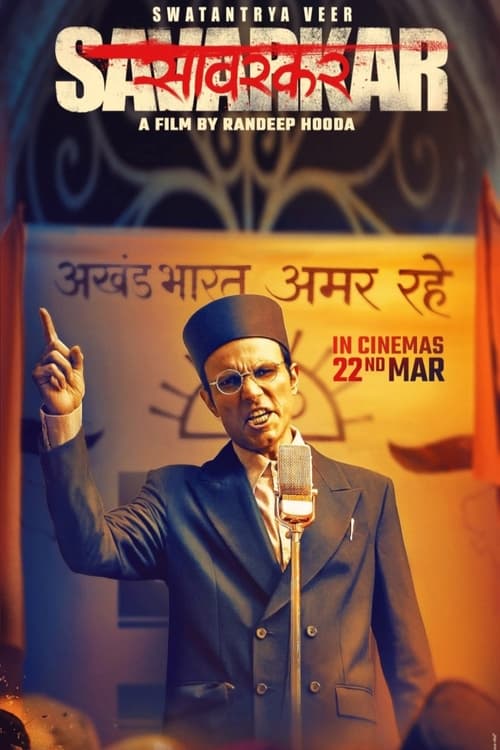 SWATANTRYA VEER
SAVARKAR
सावरकर
A FILM BY RANDEEP HOODA
अखंड भारत अमर रहे
IN CINEMAS
22ND MAR